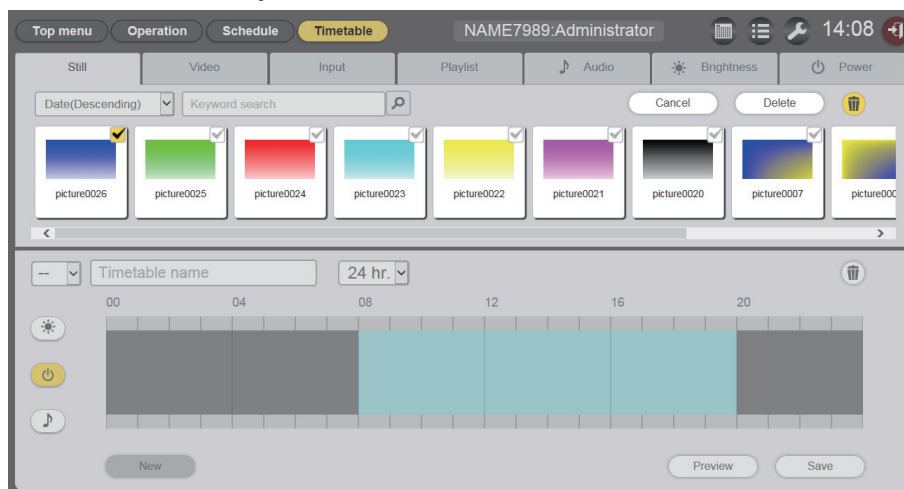 Top menu Operation Schedule Timetable NAME7989:Administrator 14:08
Still Video Input Playlist Audio Brightness Power
Date(Descending) Keyword search Cancel Delete
picture0026 picture0025 picture0024 picture0023 picture0022 picture0021 picture0020 picture0007 picture000
-- Timetable name 24 hr.
00 04 08 12 16 20
New Preview Save